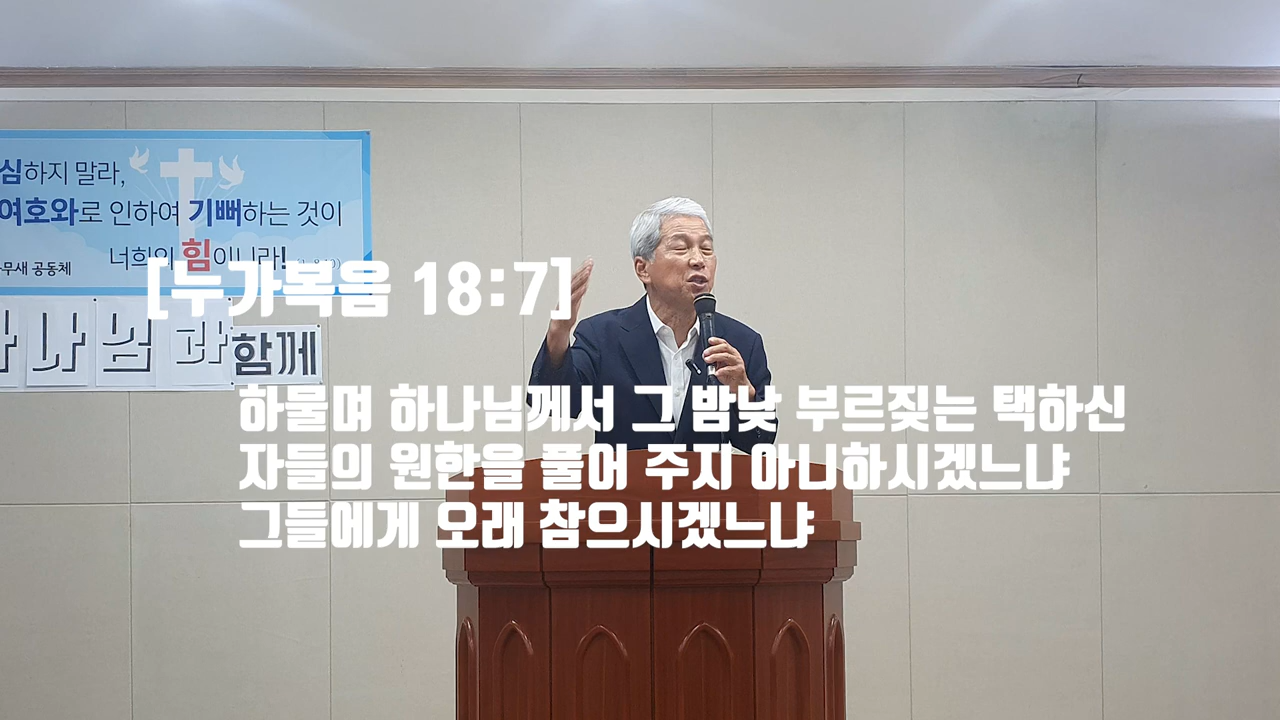 심하지 말라,
여호와로 인하여 기뻐하는 것이
너희의 힘이니라!
무새 공동체
[누가복음 18:7]
나님과함께
하물며 하나님께서 그 밤낮 부르짖는 택하신
자들의 원한을 풀어 주지 아니하시겠느냐
그들에게 오래 참으시겠느냐